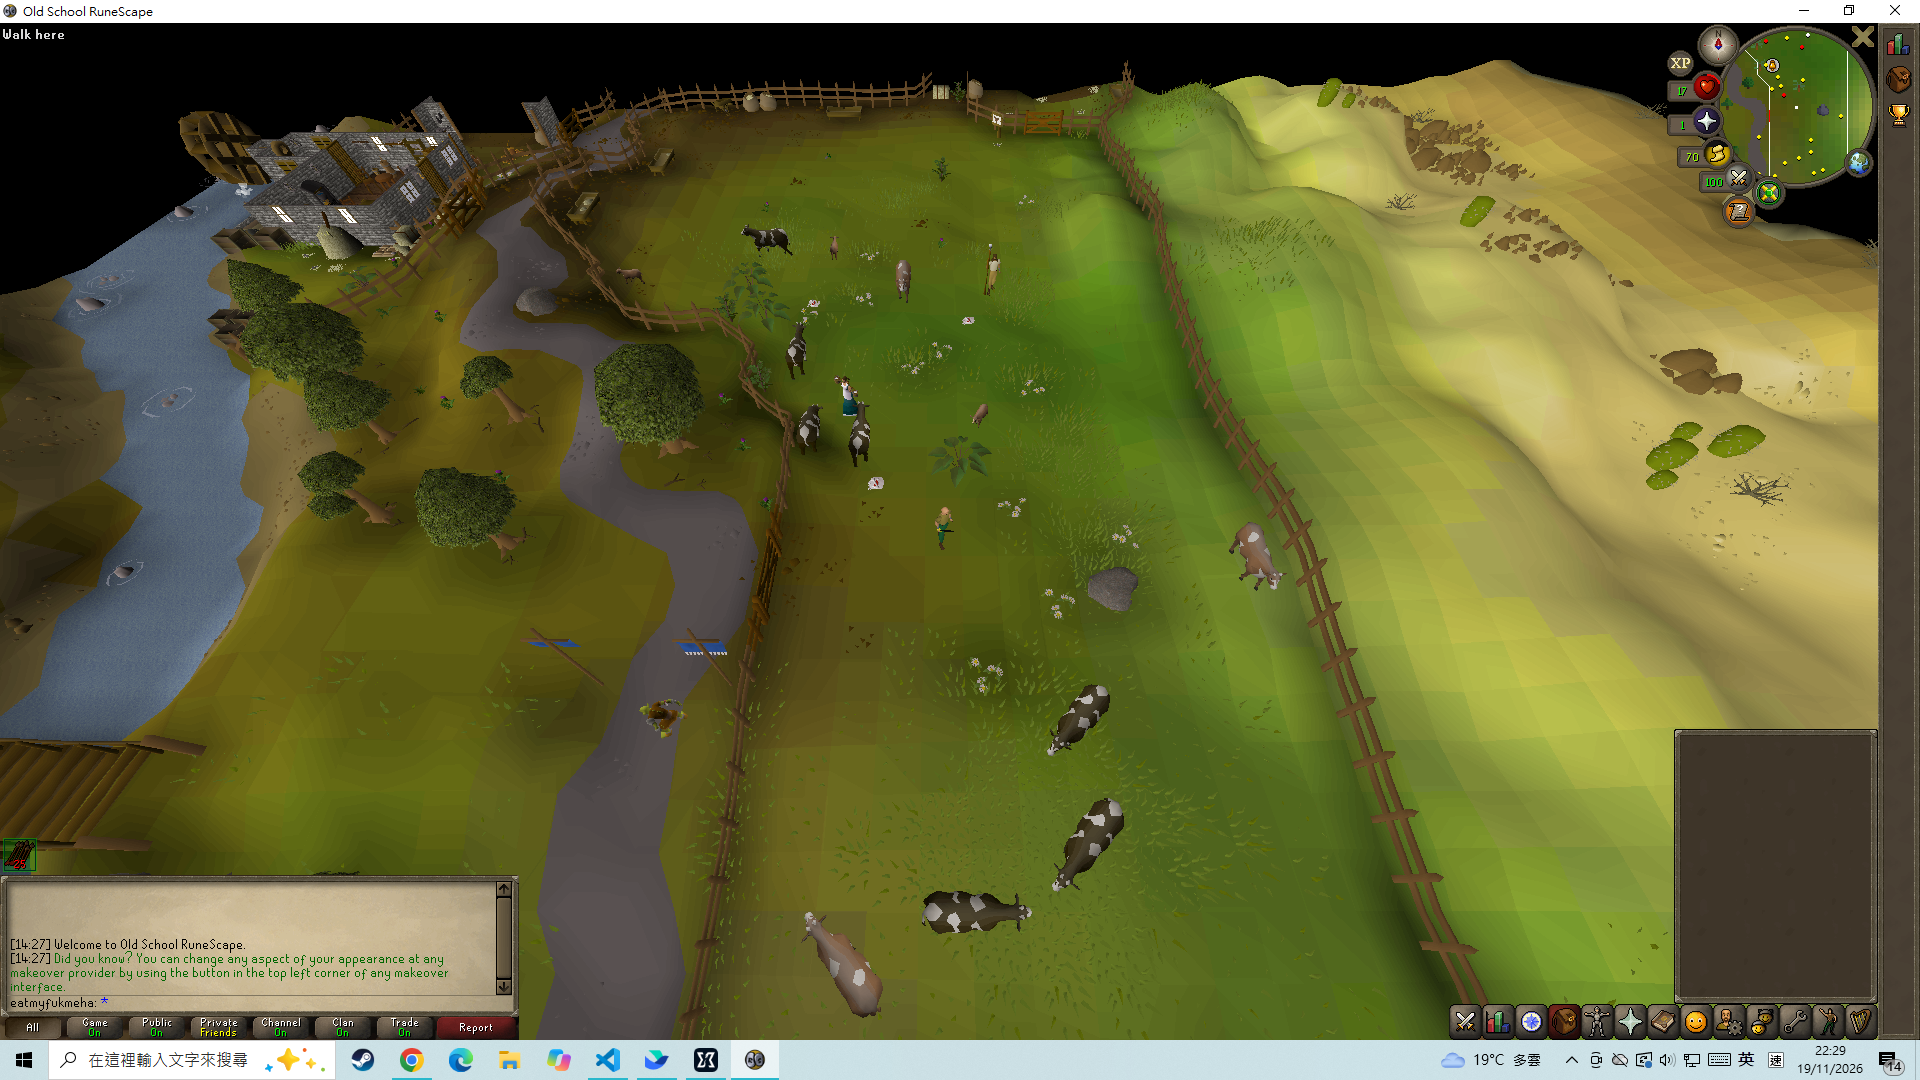 Old School RuneScape
Walk here
N
XP
17
1
70
100
25
[14:27] Welcome to Old School RuneScape.
[14:27] Did you know? You can change any aspect of your appearance at any
makeover provider by using the button in the top left corner of any makeover
interface.
eatmyfukmeha: *
All
Game
On
Public
On
Private
Friends
Channel
On
Clan
On
Trade
On
Report
在這裡輸入文字來搜尋
19°C 多雲
英
速
22:29
19/11/2026
14